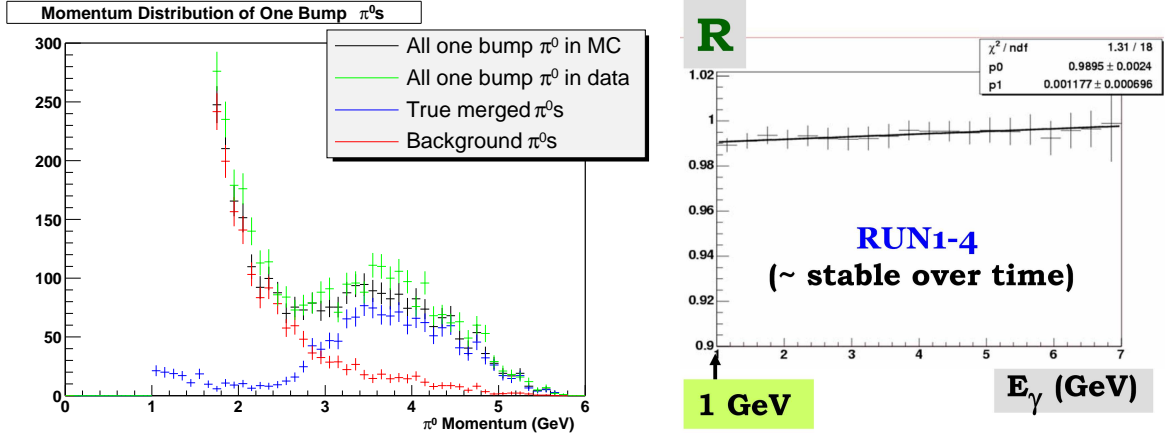 Momentum Distribution of One Bump π⁰s
300
250
200
150
100
50
0
0 1 2 3 4 5 6
π⁰ Momentum (GeV)
All one bump π⁰ in MC
All one bump π⁰ in data
True merged π⁰s
Background π⁰s
R
χ² / ndf 1.31 / 18
p0 0.9895 ± 0.0024
p1 0.001177 ± 0.000696
1.02
1
0.98
0.96
0.94
0.92
0.9
RUN1-4
(~ stable over time)
1 2 3 4 5 6 7
1 GeV
E_γ (GeV)